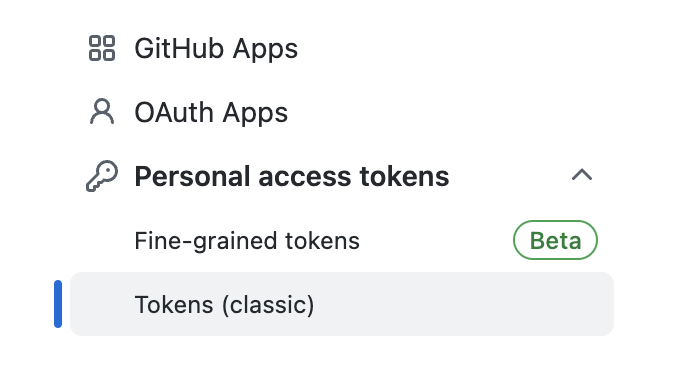 GitHub Apps
OAuth Apps
Personal access tokens
Fine-grained tokens Beta
Tokens (classic)